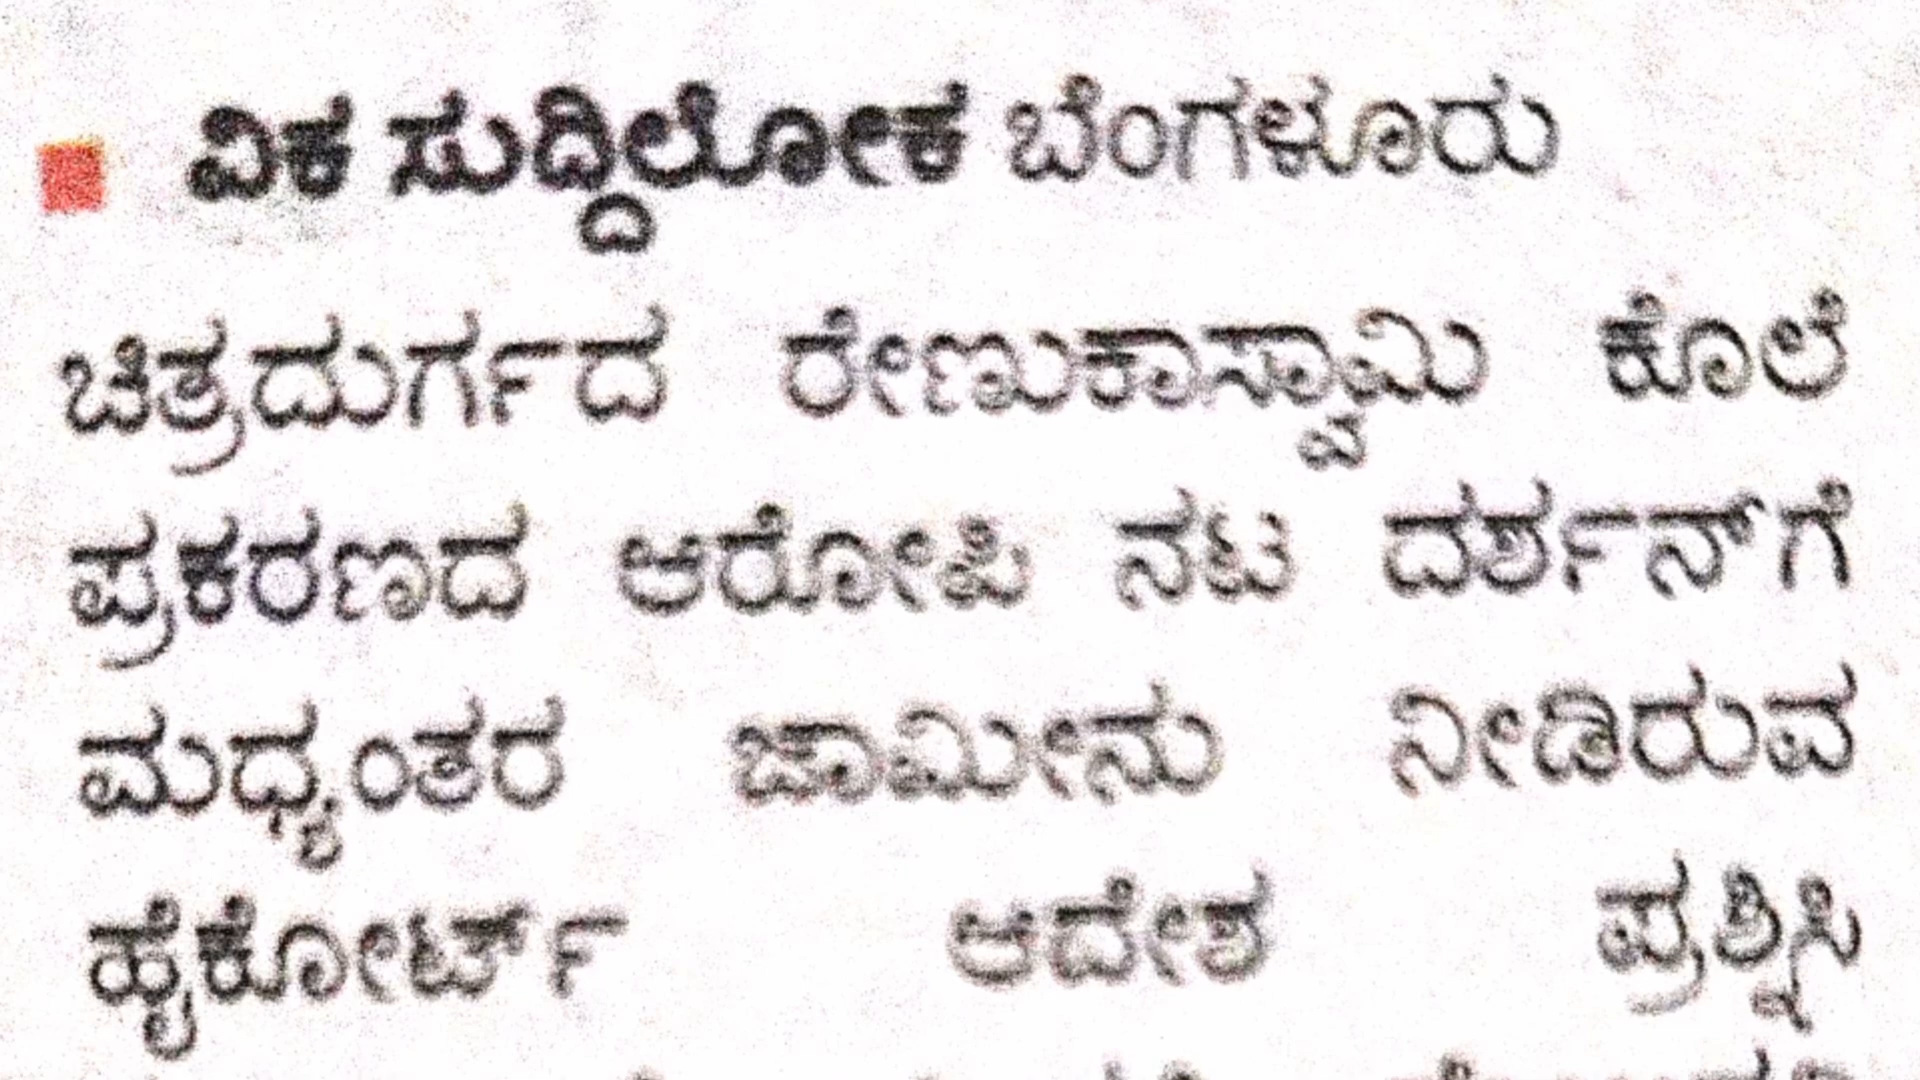 ವಿಕ ಸುದ್ದಿಲೋಕ ಬೆಂಗಳೂರು
ಚಿತ್ರದುರ್ಗದ ರೇಣುಕಾಸ್ವಾಮಿ ಕೊಲೆ
ಪ್ರಕರಣದ ಆರೋಪಿ ನಟ ದರ್ಶನ್‌ಗೆ
ಮಧ್ಯಂತರ ಜಾಮೀನು ನೀಡಿರುವ
ಹೈಕೋರ್ಟ್ ಆದೇಶ ಪ್ರಶ್ನಿಸಿ